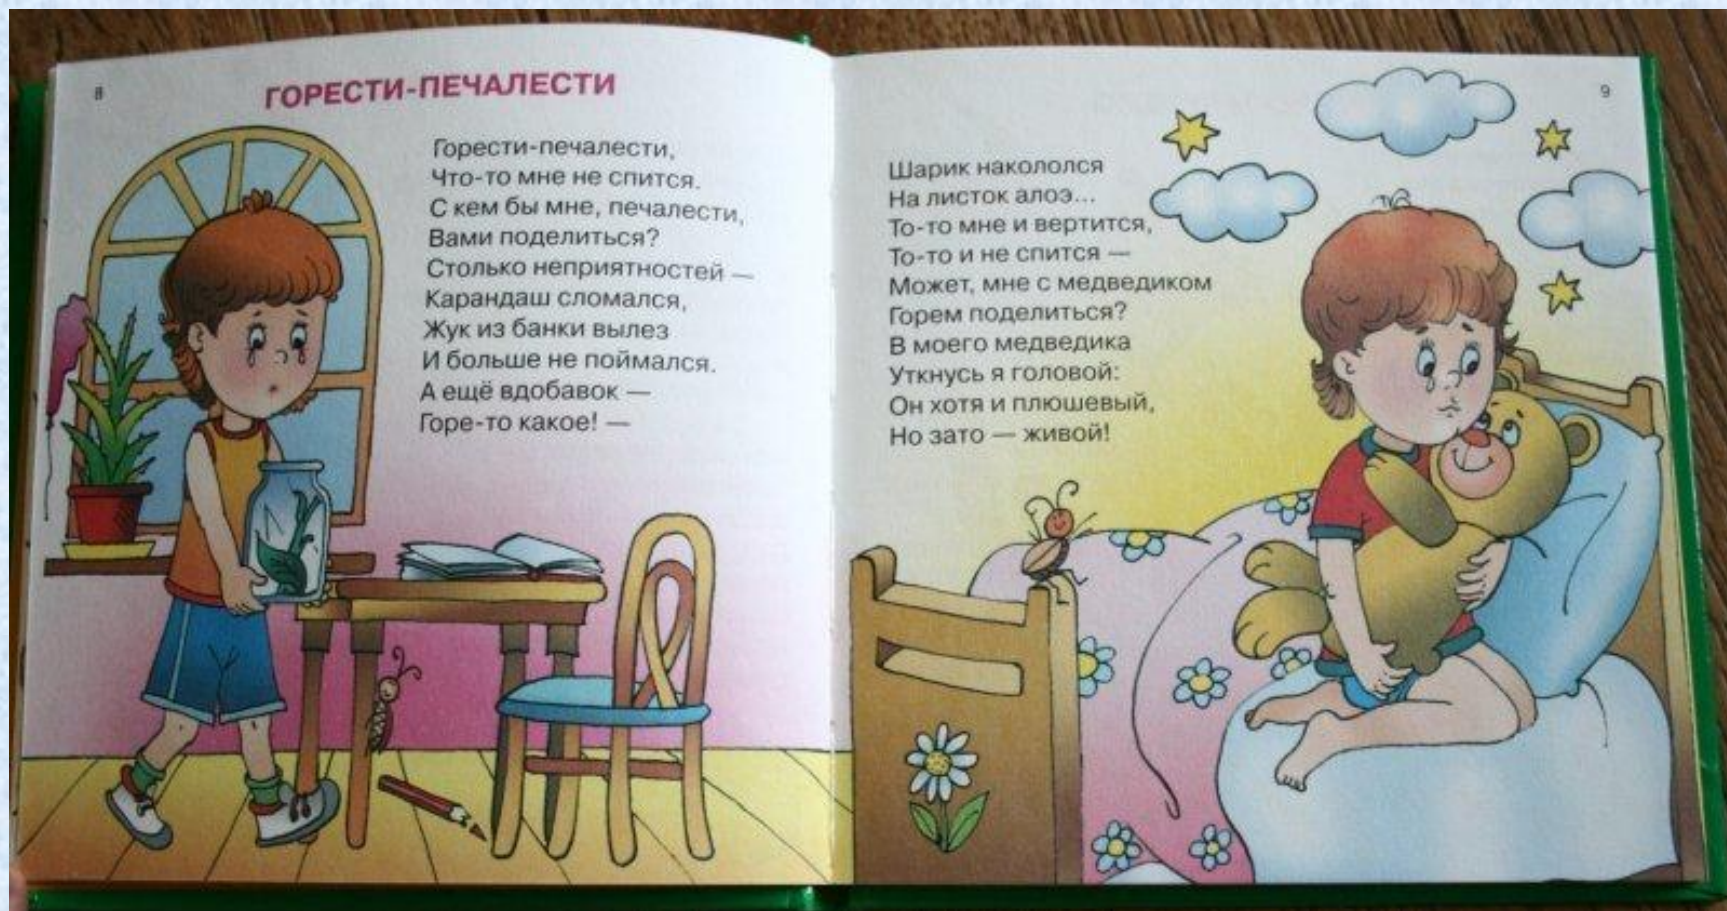 8
ГОРЕСТИ-ПЕЧАЛЕСТИ
Горести-печалести,
Что-то мне не спится.
С кем бы мне, печалести,
Вами поделиться?
Столько неприятностей —
Карандаш сломался,
Жук из банки вылез
И больше не поймался.
А ещё вдобавок —
Горе-то какое! —
9
Шарик накололся
На листок алоэ...
То-то мне и вертится,
То-то и не спится —
Может, мне с медведиком
Горем поделиться?
В моего медведика
Уткнусь я головой:
Он хотя и плюшевый,
Но зато — живой!